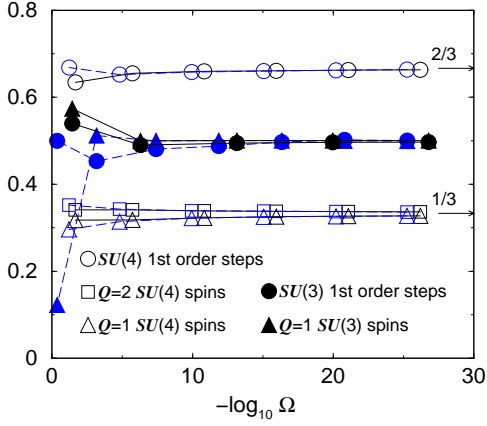 0.8
2/3
0.6
0.4
1/3
0.2
SU(4) 1st order steps
Q=2 SU(4) spins
SU(3) 1st order steps
Q=1 SU(4) spins
Q=1 SU(3) spins
0
0
10
20
30
−log10 Ω